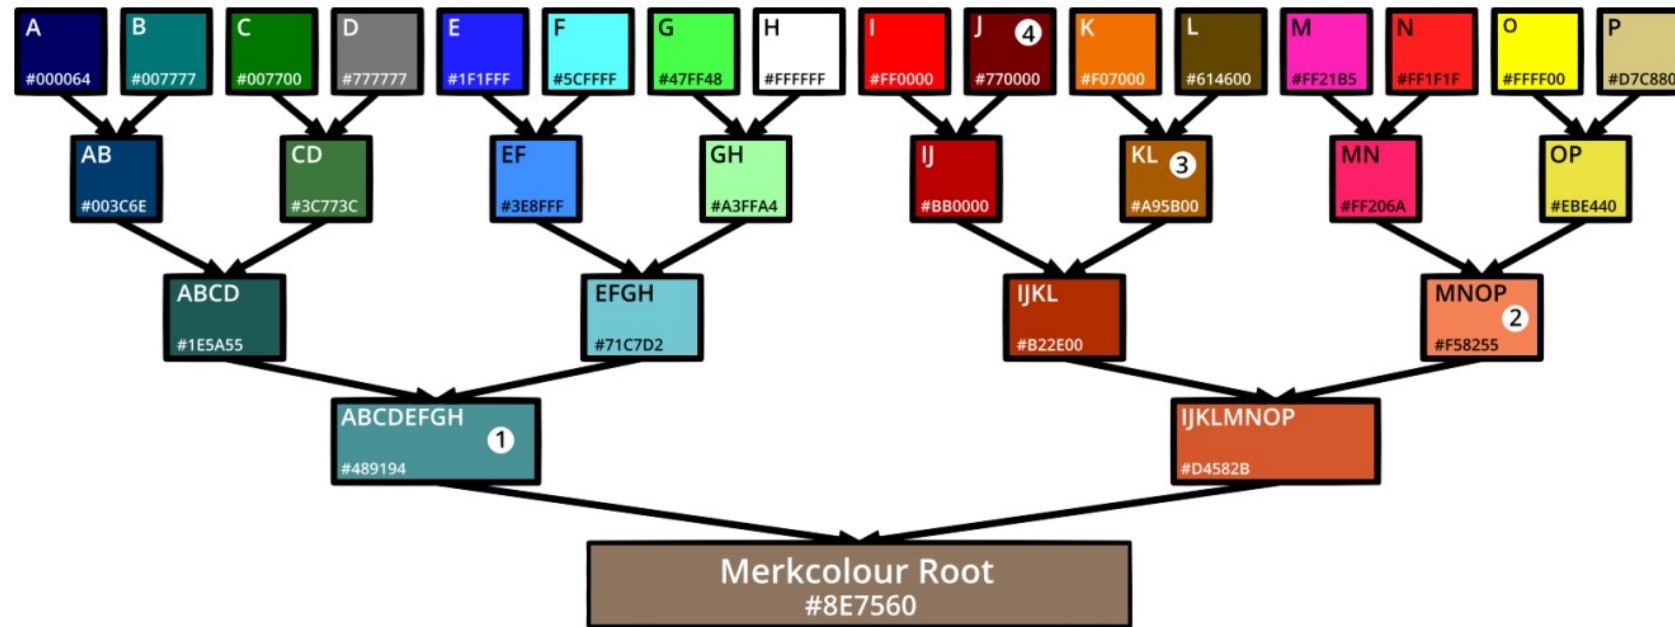 A
#000064
B
#007777
C
#007700
D
#777777
E
#1F1FFF
F
#5CFFFF
G
#47FF48
H
#FFFFFF
I
#FF0000
J 4
#770000
K
#F07000
L
#614600
M
#FF21B5
N
#FF1F1F
O
#FFFF00
P
#D7C880
AB
#003C6E
CD
#3C773C
EF
#3E8FFF
GH
#A3FFA4
IJ
#BB0000
KL 3
#A95B00
MN
#FF206A
OP
#EBE440
ABCD
#1E5A55
EFGH
#71C7D2
IJKL
#B22E00
MNOP
2
#F58255
ABCDEFGH
1
#489194
IJKLMNOP
#D4582B
Merkcolour Root
#8E7560